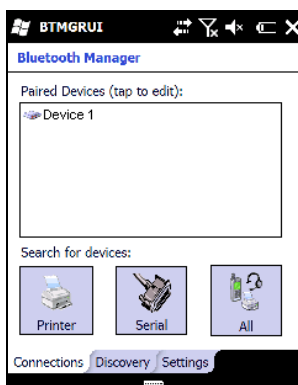 BTMGRUI
Bluetooth Manager
Paired Devices (tap to edit):
Device 1
Search for devices:
Printer Serial All
Connections Discovery Settings